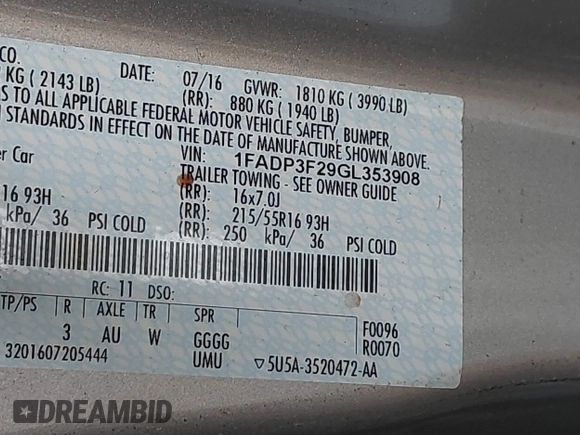 CO.
DATE: 07/16 GVWR: 1810 KG ( 3990 LB)
KG ( 2143 LB) (RR): 880 KG ( 1940 LB)
S TO ALL APPLICABLE FEDERAL MOTOR VEHICLE SAFETY, BUMPER,
STANDARDS IN EFFECT ON THE DATE OF MANUFACTURE SHOWN ABOVE.
er Car VIN: 1FADP3F29GL353908
TRAILER TOWING - SEE OWNER GUIDE
(RR): 16x7.0J
16 93H (RR): 215/55R16 93H
kPa/ 36 PSI COLD (RR): 250 kPa/ 36 PSI COLD
RC: 11 DSO:
TP/PS R AXLE TR SPR F0096
3 AU W GGGG R0070
3201607205444 UMU 5U5A-3520472-AA
DREAMBID